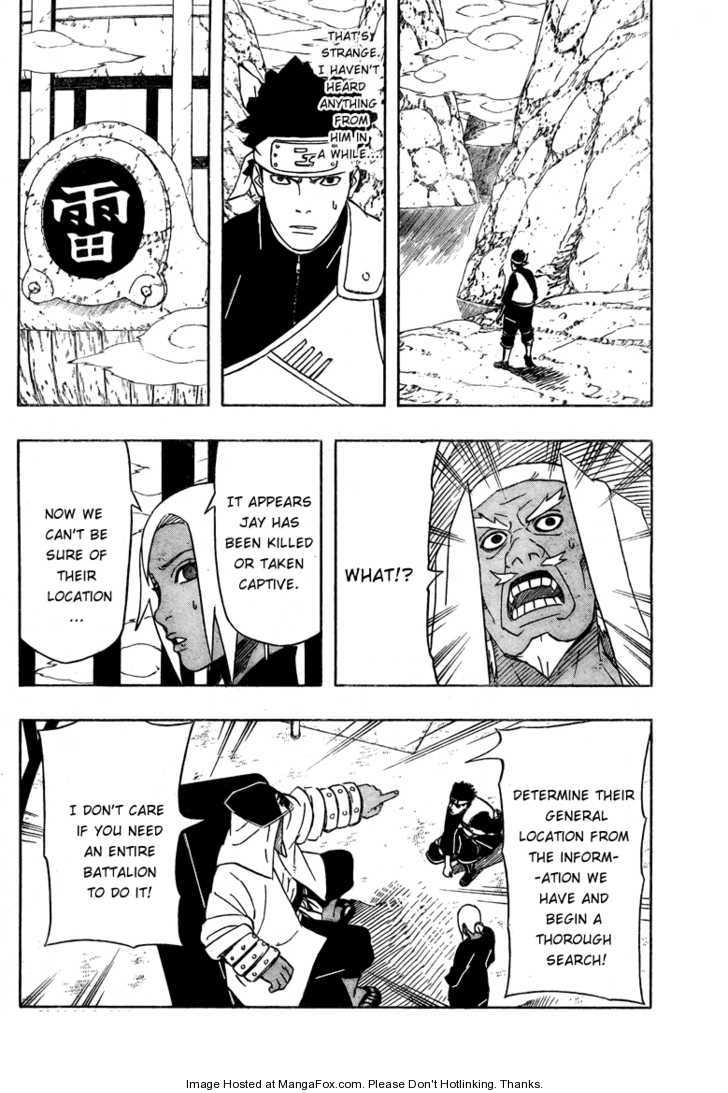 THAT'S
STRANGE.
I HAVEN'T
HEARD
ANYTHING
FROM
HIM IN
A WHILE...
雷
WHAT!?
IT APPEARS
JAY HAS
BEEN KILLED
OR TAKEN
CAPTIVE.
NOW WE
CAN'T BE
SURE OF
THEIR
LOCATION
...
DETERMINE THEIR
GENERAL
LOCATION FROM
THE INFORM-
-ATION WE
HAVE AND
BEGIN A
THOROUGH
SEARCH!
I DON'T CARE
IF YOU NEED
AN ENTIRE
BATTALION
TO DO IT!
Image Hosted at MangaFox.com. Please Don't Hotlinking. Thanks.